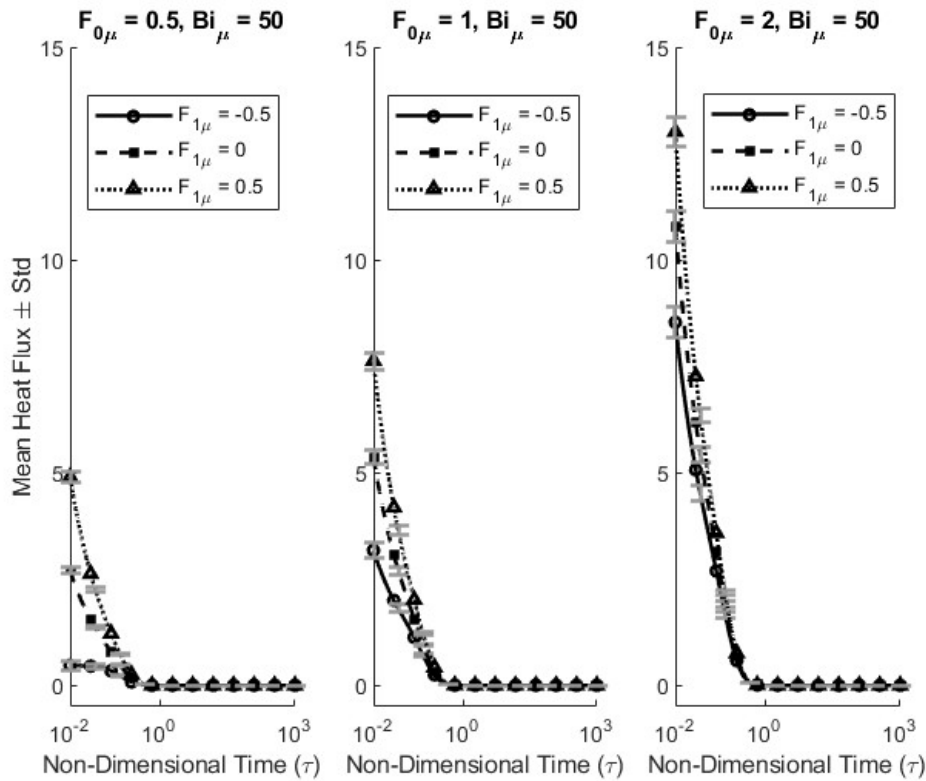 F0μ = 0.5, Biμ = 50
15
10
5
0
F1μ = -0.5
F1μ = 0
F1μ = 0.5
Mean Heat Flux ± Std
10-2 100 103
Non-Dimensional Time (τ)
F0μ = 1, Biμ = 50
15
10
5
0
F1μ = -0.5
F1μ = 0
F1μ = 0.5
10-2 100 103
Non-Dimensional Time (τ)
F0μ = 2, Biμ = 50
15
10
5
0
F1μ = -0.5
F1μ = 0
F1μ = 0.5
10-2 100 103
Non-Dimensional Time (τ)